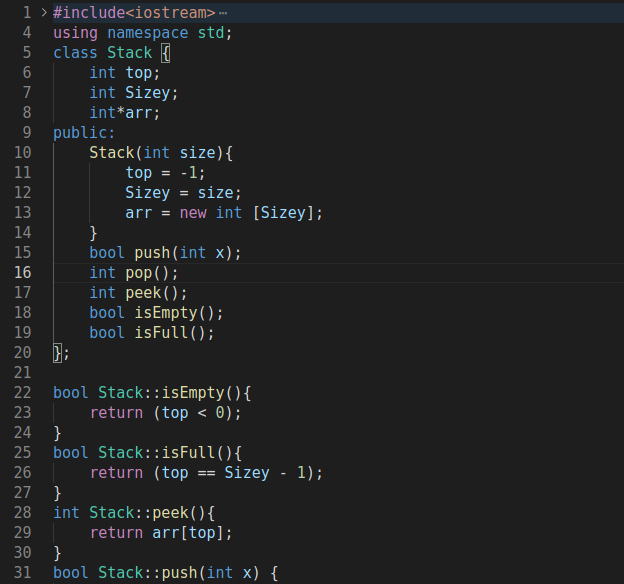 1 #include<iostream>⋯
4 using namespace std;
5 class Stack {
6     int top;
7     int Sizey;
8     int*arr;
9 public:
10     Stack(int size){
11         top = -1;
12         Sizey = size;
13         arr = new int [Sizey];
14     }
15     bool push(int x);
16     int pop();
17     int peek();
18     bool isEmpty();
19     bool isFull();
20 };
21
22 bool Stack::isEmpty(){
23     return (top < 0);
24 }
25 bool Stack::isFull(){
26     return (top == Sizey - 1);
27 }
28 int Stack::peek(){
29     return arr[top];
30 }
31 bool Stack::push(int x) {